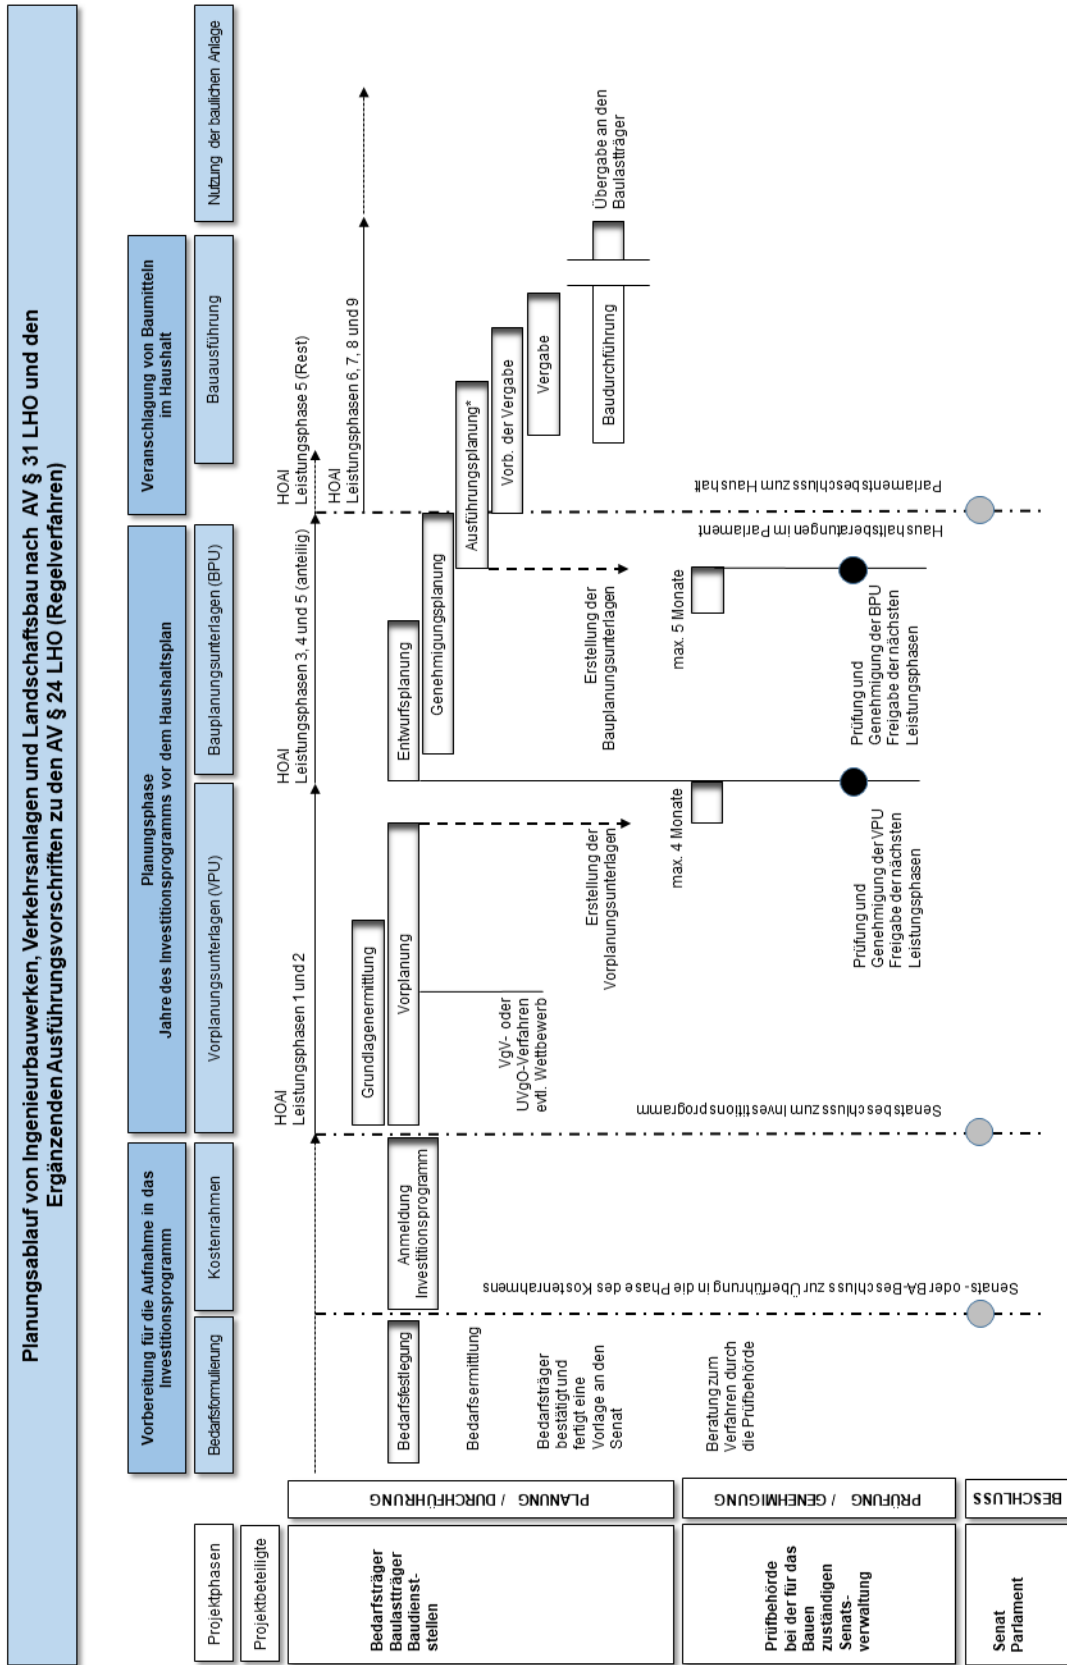 Planungsablauf von Ingenieurbauwerken, Verkehrsanlagen und Landschaftsbau nach AV § 31 LHO und den
Ergänzenden Ausführungsvorschriften zu den AV § 24 LHO (Regelverfahren)
Vorbereitung für die Aufnahme in das
Investitionsprogramm
Planungsphase
Jahre des Investitionsprogramms vor dem Haushaltsplan
Veranschlagung von Baumitteln
im Haushalt
Projektphasen
Bedarfsformulierung
Kostenrahmen
Vorplanungsunterlagen (VPU)
Bauplanungsunterlagen (BPU)
Bauausführung
Nutzung der baulichen Anlage
Projektbeteiligte
HOAI
Leistungsphasen 1 und 2
HOAI
Leistungsphasen 3, 4 und 5 (anteilig)
HOAI
Leistungsphase 5 (Rest)
HOAI
Leistungsphasen 6, 7, 8 und 9
Bedarfsträger
Baulastträger
Baudienst-
stellen
PLANUNG / DURCHFÜHRUNG
Bedarfsfestlegung
Bedarfsermittlung
Bedarfsträger
bestätigt und
fertigt eine
Vorlage an den
Senat
Anmeldung
Investitionsprogramm
Grundlagenermittlung
Vorplanung
VgV- oder
UVgO-Verfahren
evtl. Wettbewerb
Erstellung der
Vorplanungsunterlagen
Entwurfsplanung
Genehmigungsplanung
Ausführungsplanung*
Vorb. der Vergabe
Vergabe
Erstellung der
Bauplanungsunterlagen
Baudurchführung
Übergabe an den
Baulastträger
Prüfbehörde
bei der für das
Bauen
zuständigen
Senats-
verwaltung
PRÜFUNG / GENEHMIGUNG
Beratung zum
Verfahren durch
die Prüfbehörde
Senats- oder BA-Beschluss zur Überführung in die Phase des Kostenrahmens
Senatsbeschluss zum Investitionsprogramm
max. 4 Monate
Prüfung und
Genehmigung der VPU
Freigabe der nächsten
Leistungsphasen
max. 5 Monate
Prüfung und
Genehmigung der BPU
Freigabe der nächsten
Leistungsphasen
Haushaltsberatungen im Parlament
Parlamentsbeschluss zum Haushalt
Senat
Parlament
BESCHLUSS